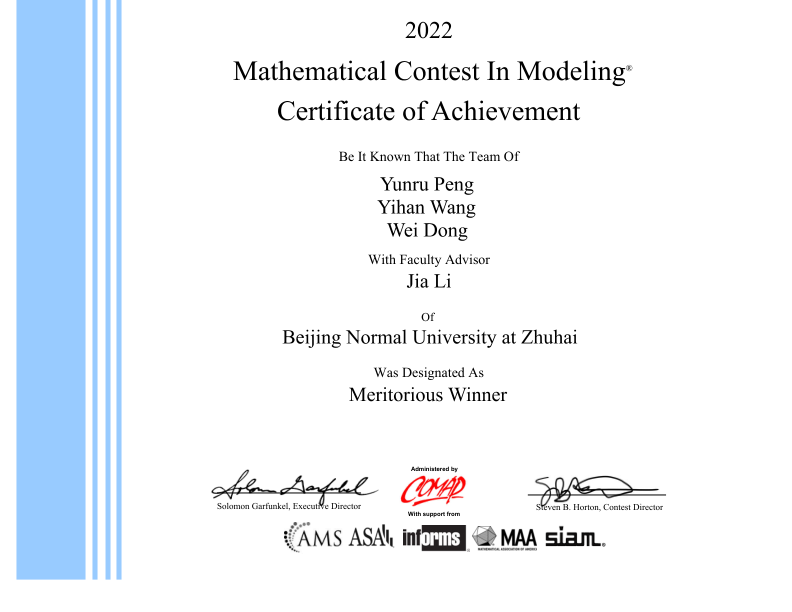 2022
Mathematical Contest In Modeling®
Certificate of Achievement
Be It Known That The Team Of
Yunru Peng
Yihan Wang
Wei Dong
With Faculty Advisor
Jia Li
Of
Beijing Normal University at Zhuhai
Was Designated As
Meritorious Winner
Administered by
COMAP
Solomon Garfunkel, Executive Director
Steven B. Horton, Contest Director
With support from
AMS ASA informs® MAA siam®
MATHEMATICAL ASSOCIATION OF AMERICA